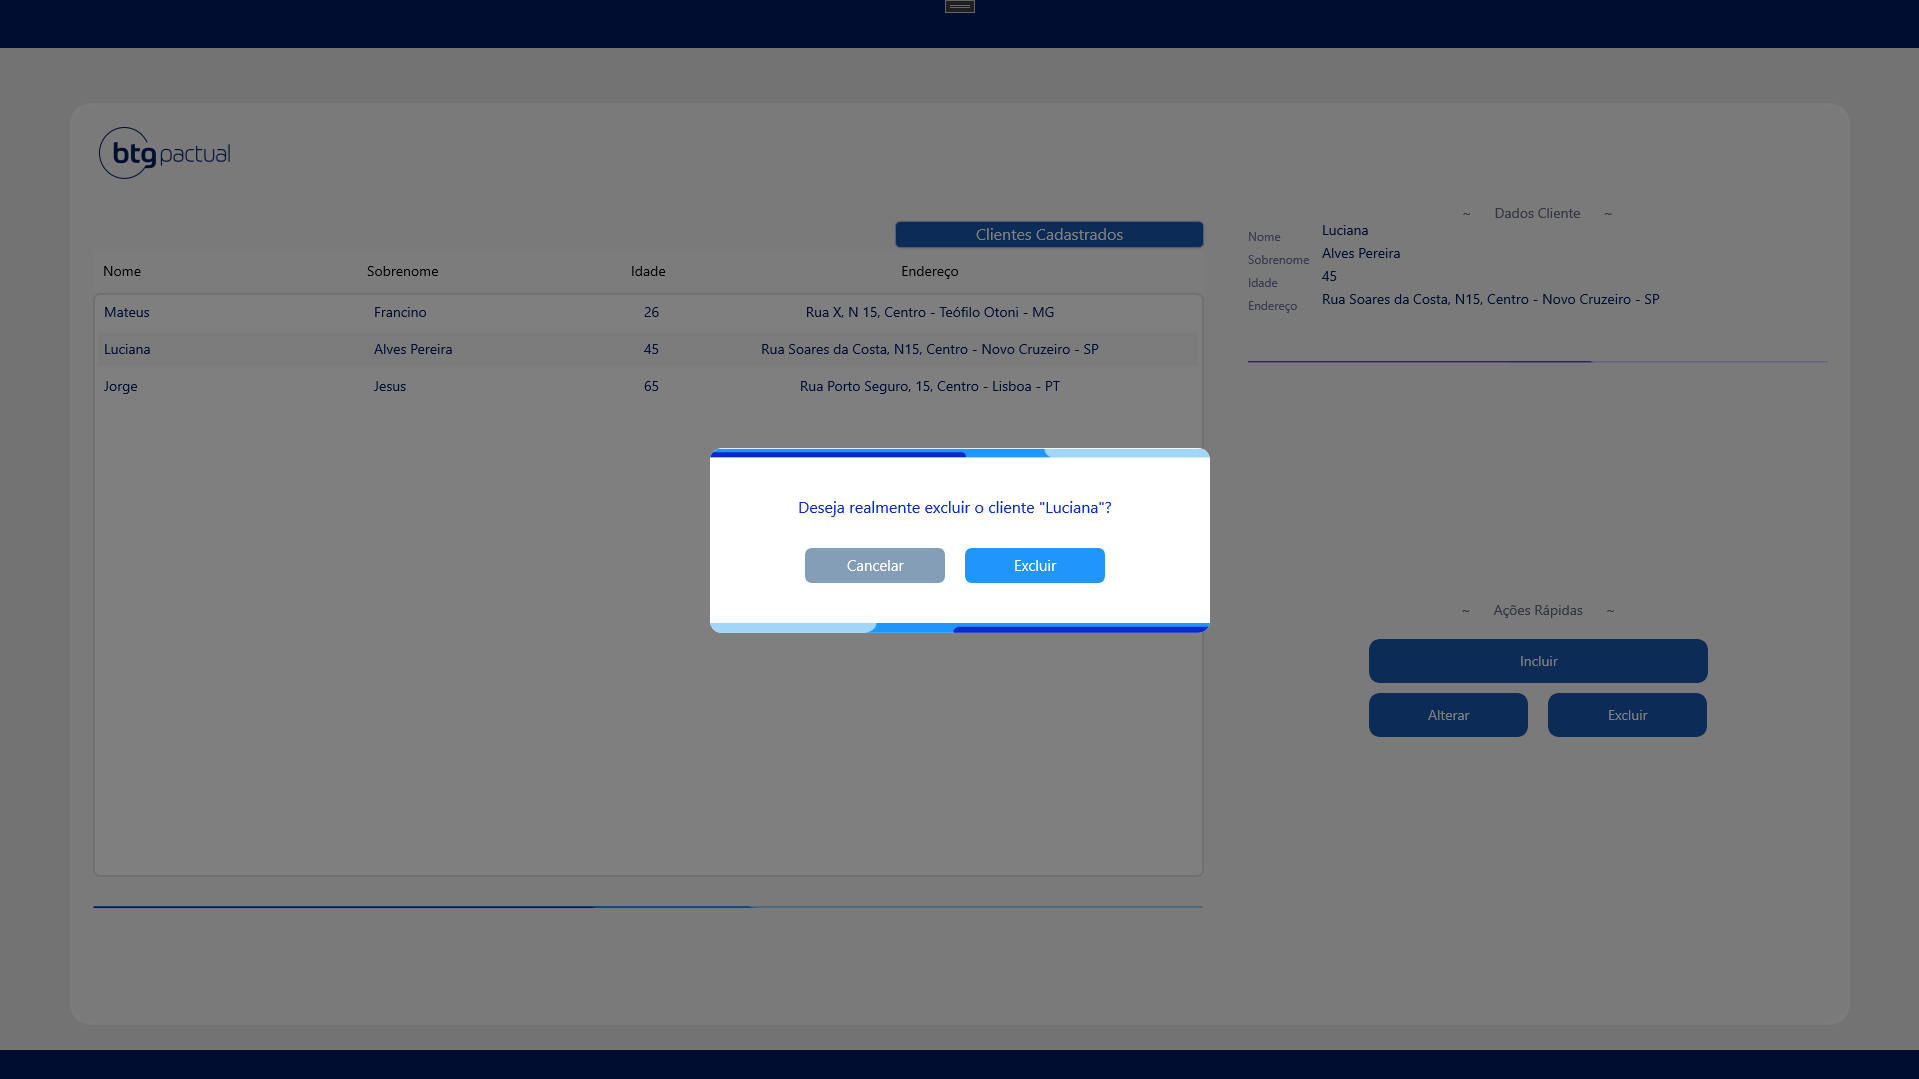 btg pactual
Clientes Cadastrados
Nome Sobrenome Idade Endereço
Mateus Francino 26 Rua X, N 15, Centro - Teófilo Otoni - MG
Luciana Alves Pereira 45 Rua Soares da Costa, N15, Centro - Novo Cruzeiro - SP
Jorge Jesus 65 Rua Porto Seguro, 15, Centro - Lisboa - PT
~ Dados Cliente ~
Nome Luciana
Sobrenome Alves Pereira
Idade 45
Endereço Rua Soares da Costa, N15, Centro - Novo Cruzeiro - SP
Deseja realmente excluir o cliente "Luciana"?
Cancelar Excluir
~ Ações Rápidas ~
Incluir
Alterar Excluir